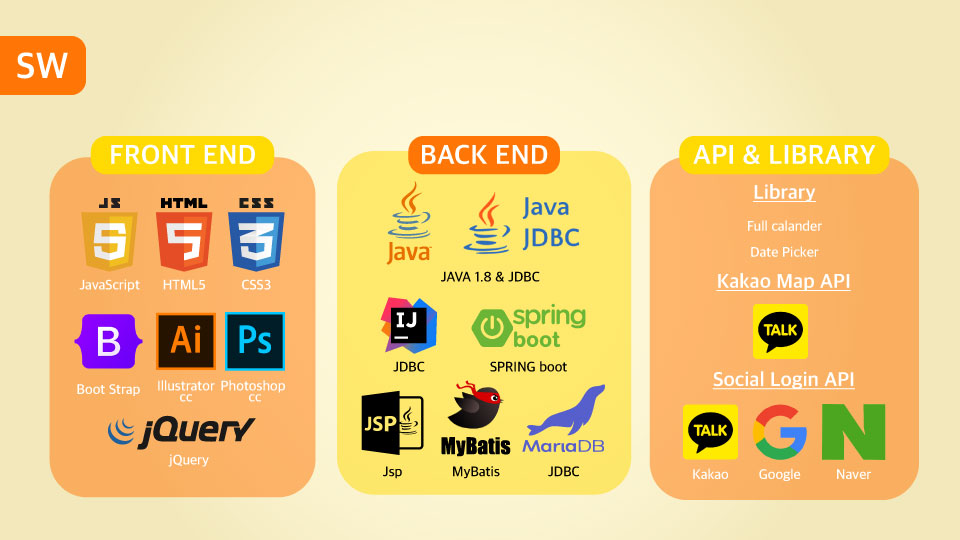 SW
FRONT END
JS HTML CSS
5 5 3
JavaScript HTML5 CSS3
B Ai Ps
Boot Strap Illustrator cc Photoshop cc
jQuery
jQuery
BACK END
Java Java JDBC
JAVA 1.8 & JDBC
IJ spring boot
JDBC SPRING boot
JSP MyBatis MariaDB
Jsp MyBatis JDBC
API & LIBRARY
Library
Full calander
Date Picker
Kakao Map API
TALK
Social Login API
TALK G N
Kakao Google Naver